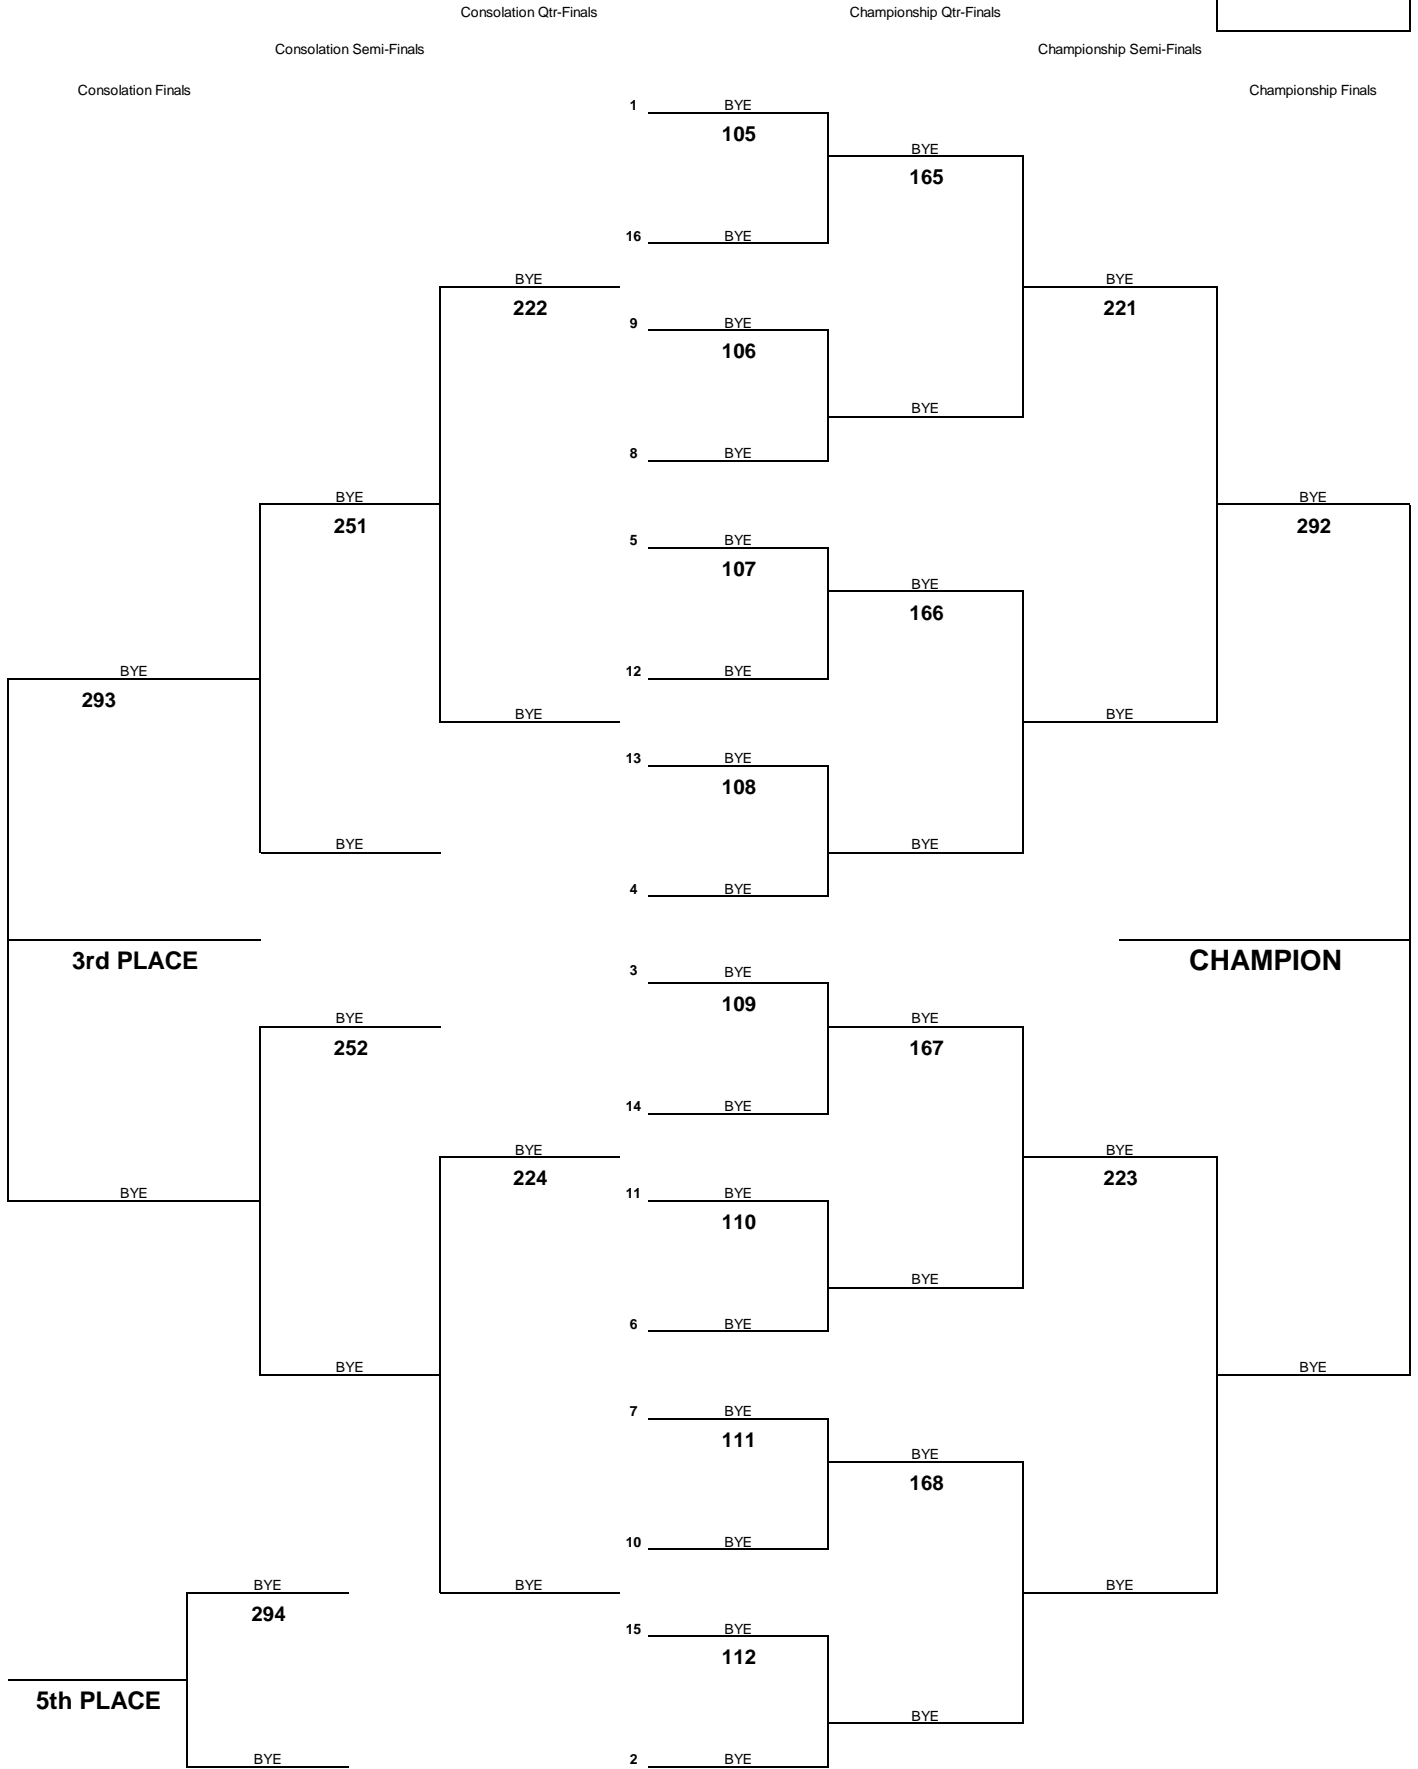 Consolation Qtr-Finals Championship Qtr-Finals
Consolation Semi-Finals Championship Semi-Finals
Consolation Finals Championship Finals
1 BYE
105
BYE
165
16 BYE
BYE BYE
222 221
9 BYE
106
BYE
8 BYE
BYE BYE
251 292
5 BYE
107
BYE
166
BYE 12 BYE
293
BYE BYE
13 BYE
108
BYE BYE
4 BYE
3rd PLACE CHAMPION
3 BYE
109
BYE BYE
252 167
14 BYE
BYE BYE
224 223
BYE 11 BYE
110
BYE
6 BYE
BYE BYE
7 BYE
111
BYE
168
10 BYE
BYE BYE BYE
294
15 BYE
112
5th PLACE
BYE
BYE 2 BYE